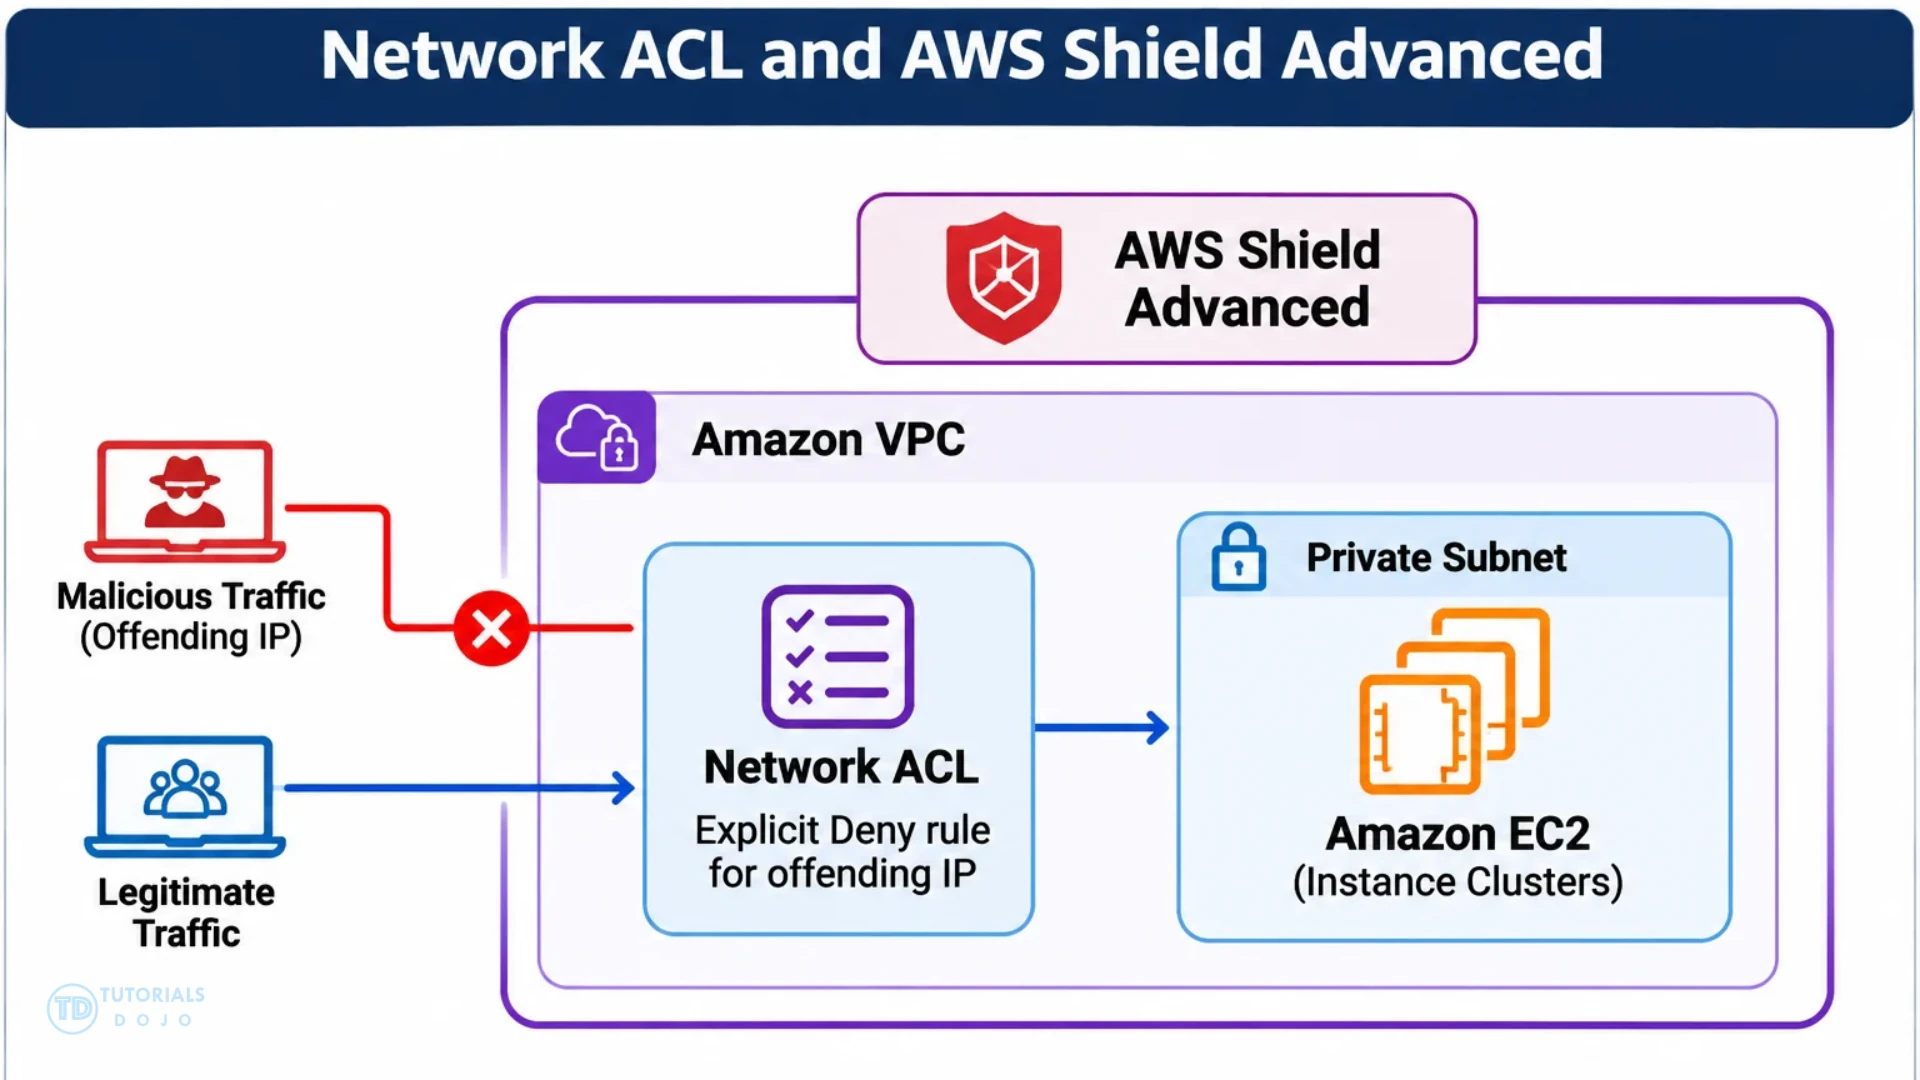 Network ACL and AWS Shield Advanced
AWS Shield
Advanced
Amazon VPC
Malicious Traffic
(Offending IP)
Legitimate
Traffic
Network ACL
Explicit Deny rule
for offending IP
Private Subnet
Amazon EC2
(Instance Clusters)
TD
TUTORIALS
DOJO